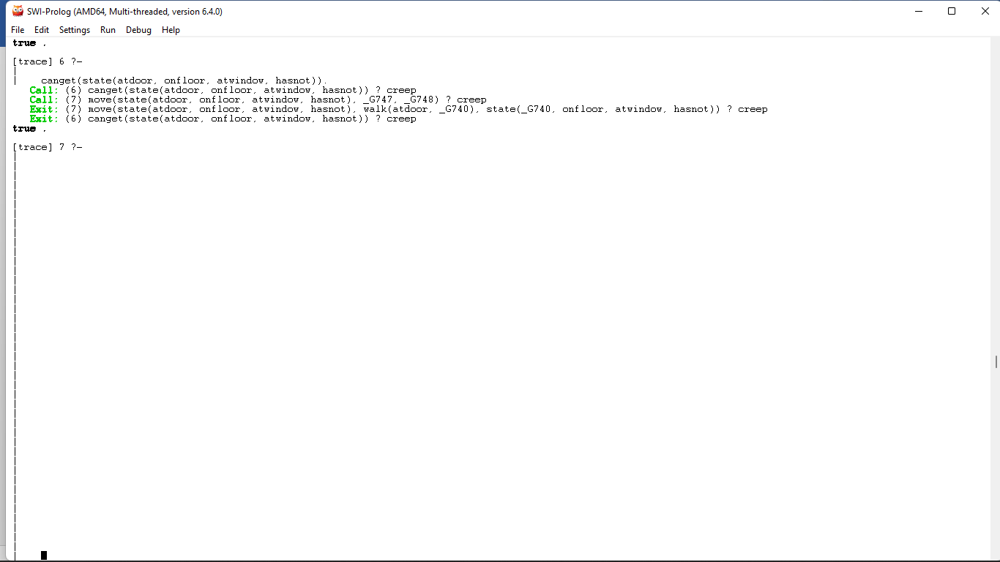 SWI-Prolog (AMD64, Multi-threaded, version 6.4.0)
File Edit Settings Run Debug Help
true .
[trace] 6 ?-
|
|    canget(state(atdoor, onfloor, atwindow, hasnot)).
Call: (6) canget(state(atdoor, onfloor, atwindow, hasnot)) ? creep
Call: (7) move(state(atdoor, onfloor, atwindow, hasnot), _G747, _G748) ? creep
Exit: (7) move(state(atdoor, onfloor, atwindow, hasnot), walk(atdoor, _G740), state(_G740, onfloor, atwindow, hasnot)) ? creep
Exit: (6) canget(state(atdoor, onfloor, atwindow, hasnot)) ? creep
true .
[trace] 7 ?-